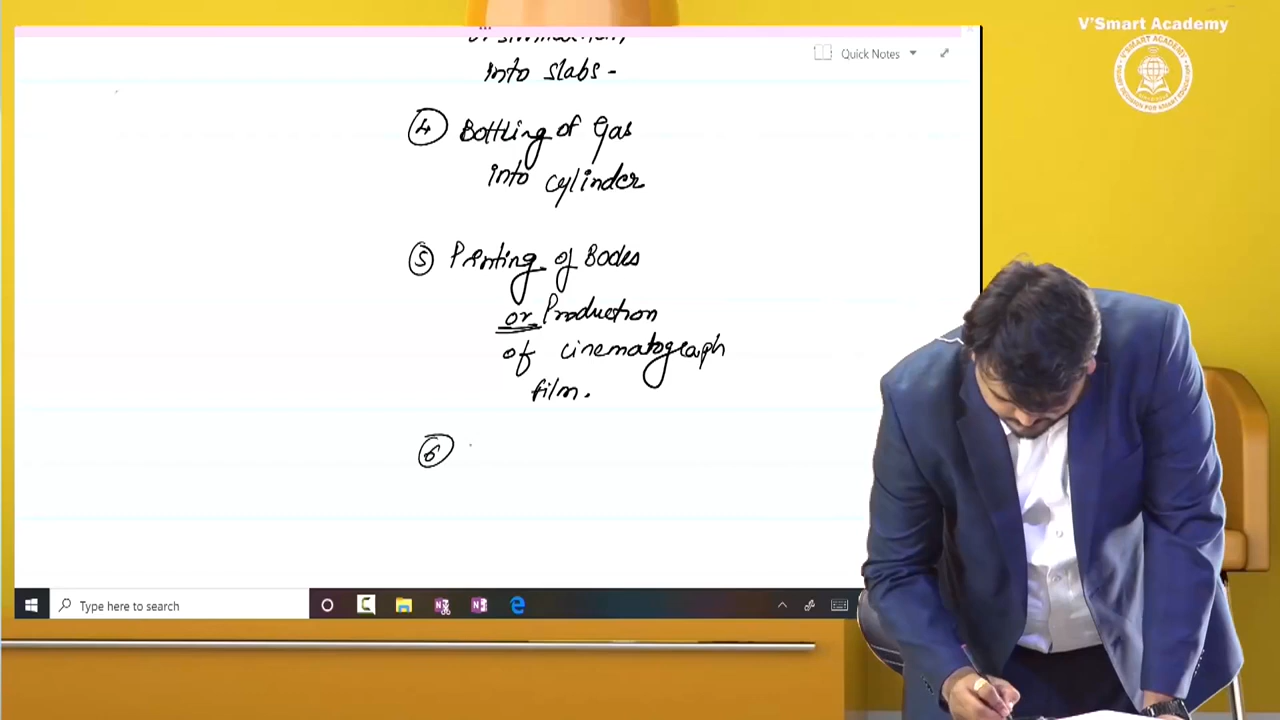 V'Smart Academy
Quick Notes
into slabs -
4 Bottling of Gas
into cylinder
5 Printing of Books
or Production
of cinematograph
film.
6
Type here to search